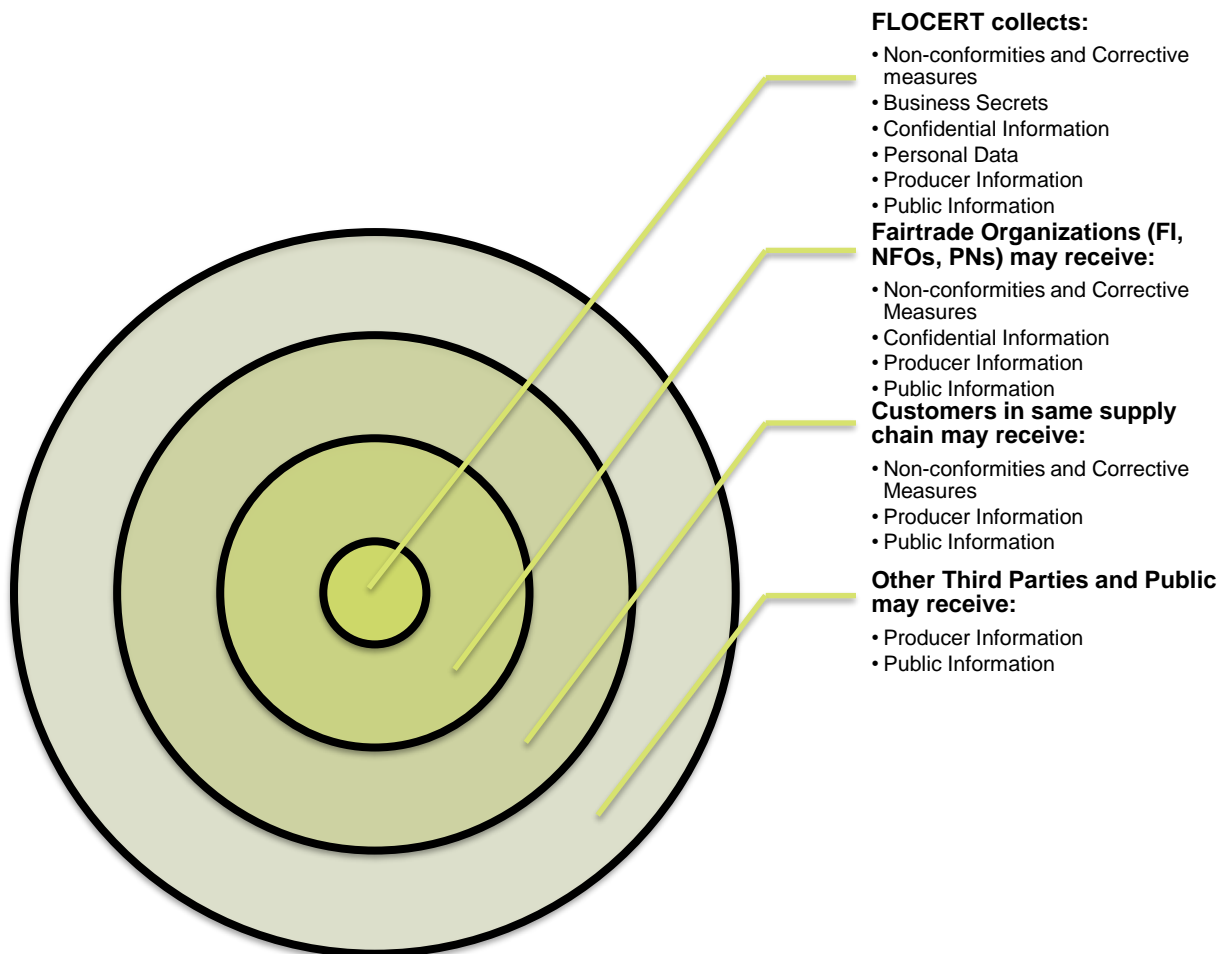 FLOCERT collects:
• Non-conformities and Corrective
measures
• Business Secrets
• Confidential Information
• Personal Data
• Producer Information
• Public Information
Fairtrade Organizations (FI,
NFOs, PNs) may receive:
• Non-conformities and Corrective
Measures
• Confidential Information
• Producer Information
• Public Information
Customers in same supply
chain may receive:
• Non-conformities and Corrective
Measures
• Producer Information
• Public Information
Other Third Parties and Public
may receive:
• Producer Information
• Public Information